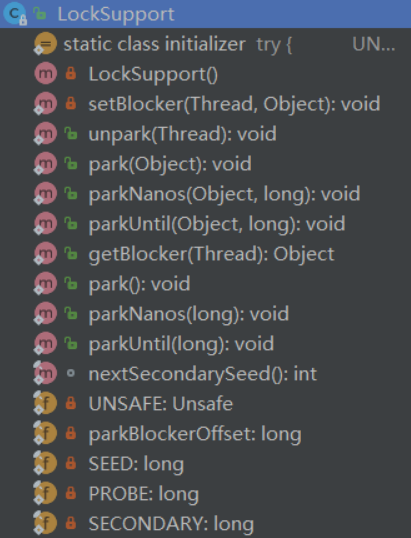 LockSupport
static class initializer try { UN...
LockSupport()
setBlocker(Thread, Object): void
unpark(Thread): void
park(Object): void
parkNanos(Object, long): void
parkUntil(Object, long): void
getBlocker(Thread): Object
park(): void
parkNanos(long): void
parkUntil(long): void
nextSecondarySeed(): int
UNSAFE: Unsafe
parkBlockerOffset: long
SEED: long
PROBE: long
SECONDARY: long